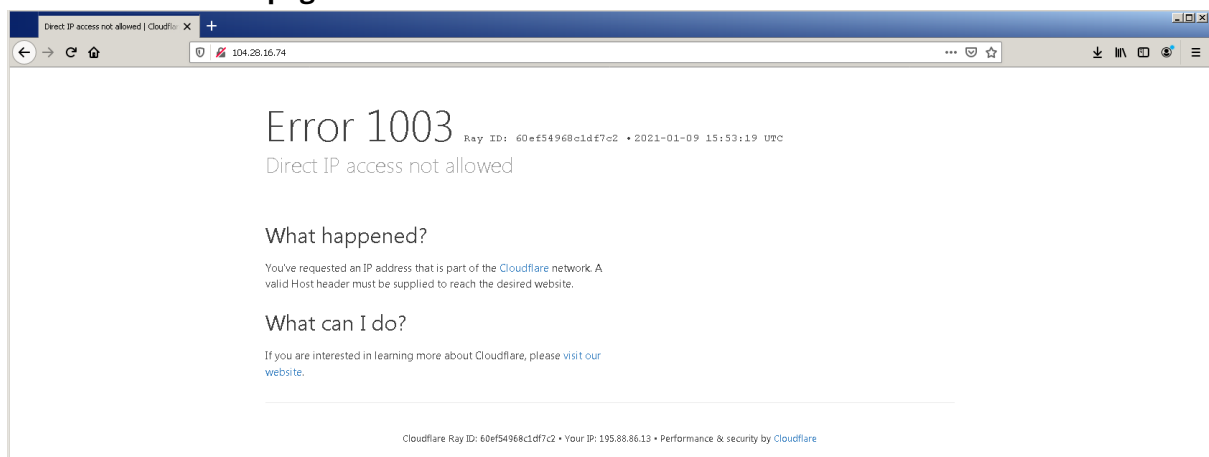 Direct IP access not allowed | Cloudflar
104.28.16.74
Error 1003 Ray ID: 60ef54968c1df7c2 • 2021-01-09 15:53:19 UTC
Direct IP access not allowed
What happened?
You've requested an IP address that is part of the Cloudflare network. A
valid Host header must be supplied to reach the desired website.
What can I do?
If you are interested in learning more about Cloudflare, please visit our
website.
Cloudflare Ray ID: 60ef54968c1df7c2 • Your IP: 195.88.86.13 • Performance & security by Cloudflare